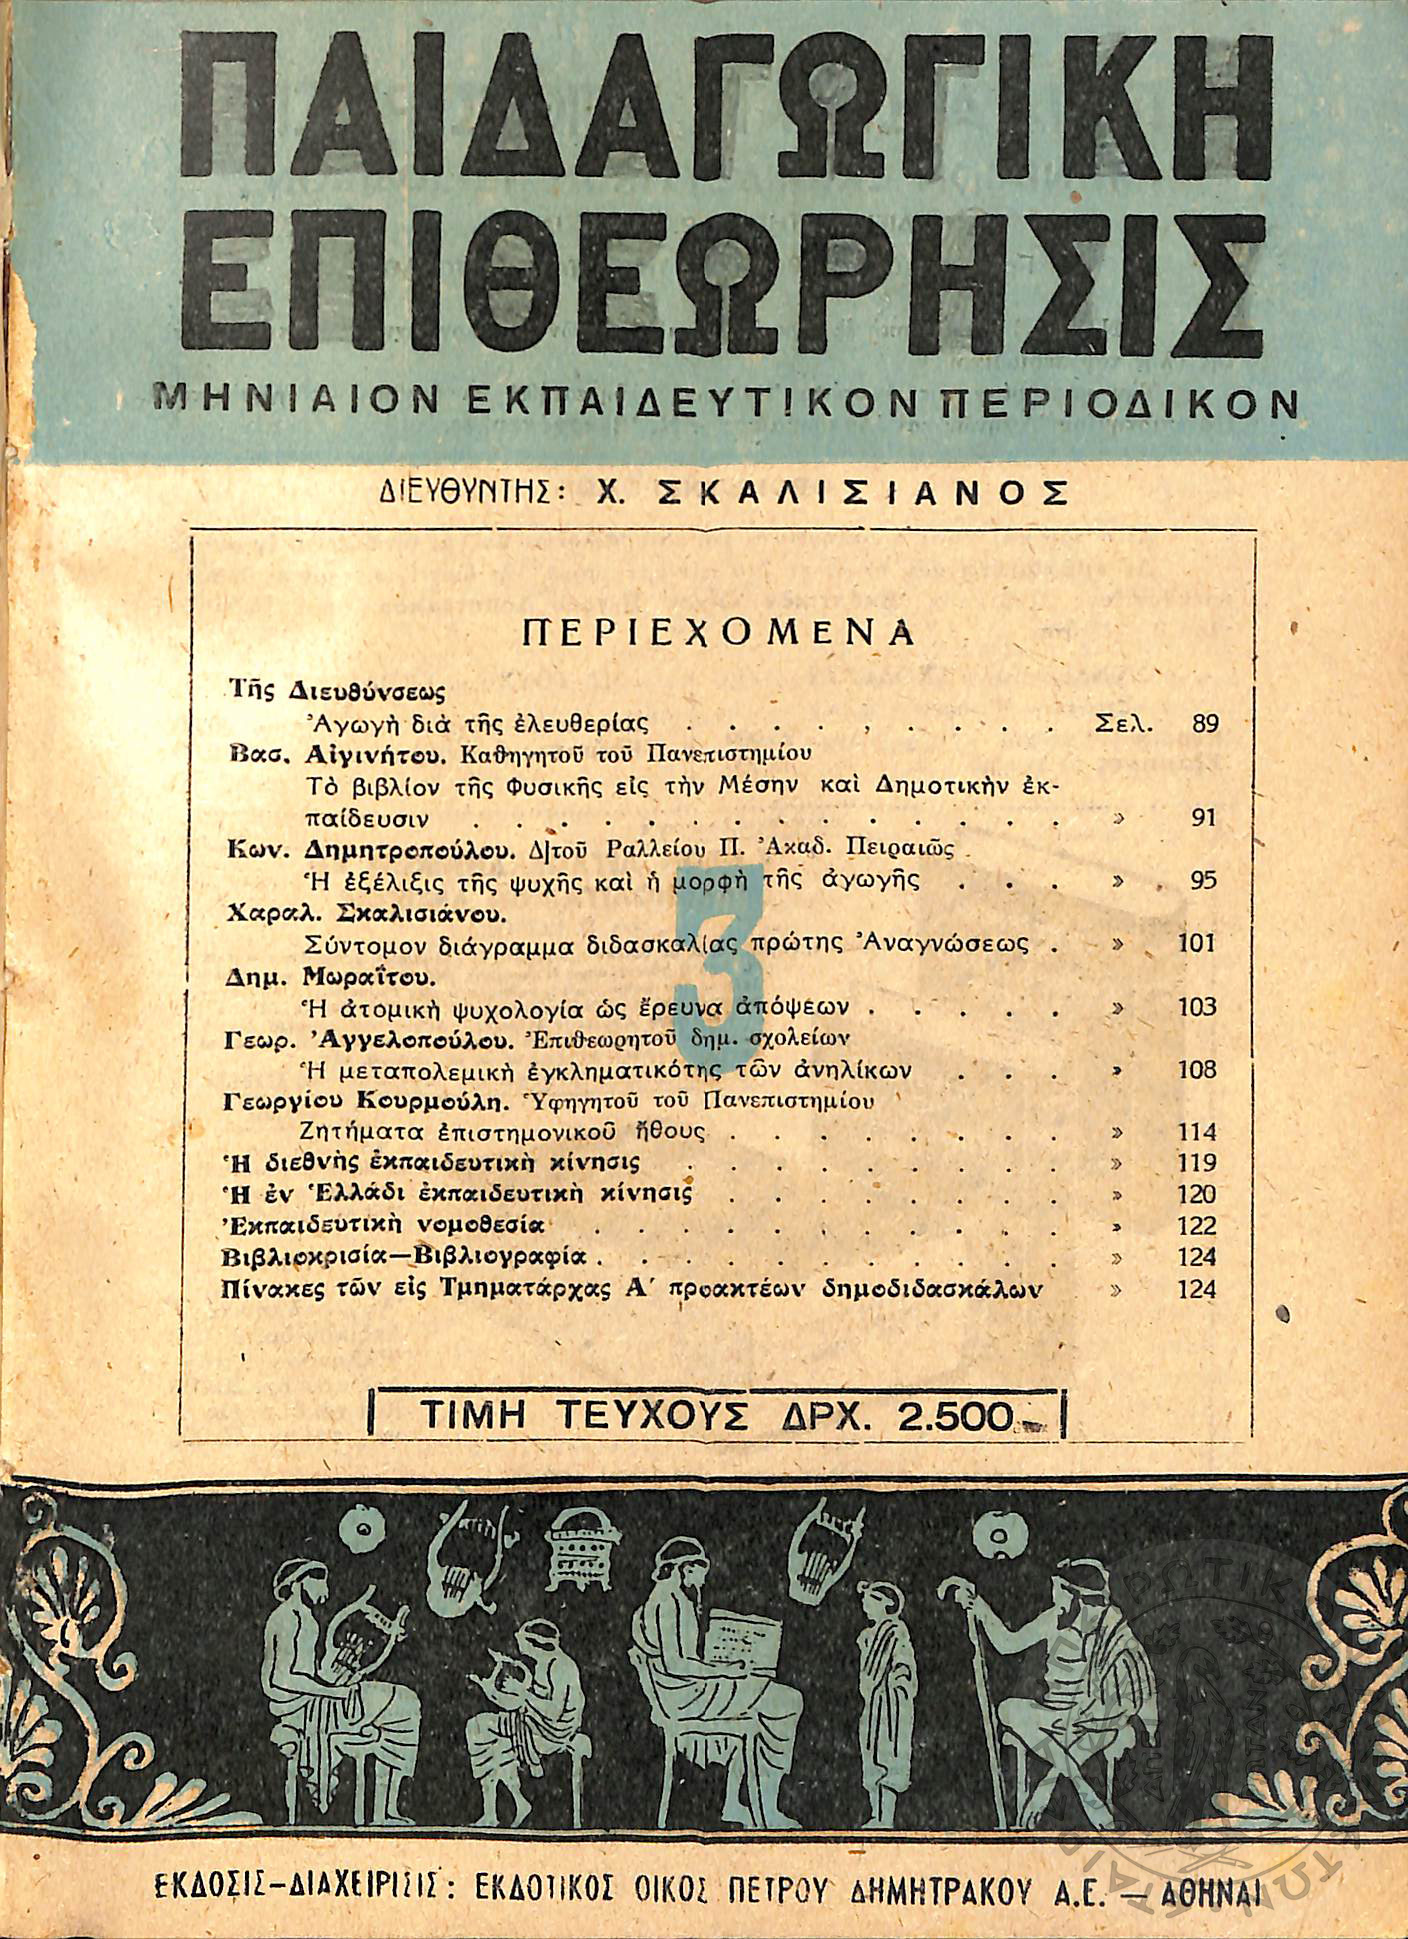 ΠΑΙΔΑΓΩΓΙΚΗ
ΕΠΙΘΕΩΡΗΣΙΣ
ΜΗΝΙΑΙΟΝ ΕΚΠΑΙΔΕΥΤΙΚΟΝ ΠΕΡΙΟΔΙΚΟΝ
ΔΙΕΥΘΥΝΤΗΣ: Χ. ΣΚΑΛΙΣΙΑΝΟΣ
ΠΕΡΙΕΧΟΜΕΝΑ
Τῆς Διευθύνσεως
Ἀγωγὴ διὰ τῆς ἐλευθερίας . . . . , . . . . Σελ. 89
Βασ. Αἰγινήτου. Καθηγητοῦ τοῦ Πανεπιστημίου
Τὸ βιβλίον τῆς Φυσικῆς εἰς τὴν Μέσην καὶ Δημοτικὴν ἐκ-
παίδευσιν . . . . . . . . . . . . . . » 91
Κων. Δημητροπούλου. Δ|τοῦ Ραλλείου Π. Ἀκαδ. Πειραιῶς
Ἡ ἐξέλιξις τῆς ψυχῆς καὶ ἡ μορφὴ τῆς ἀγωγῆς . . . » 95
Χαραλ. Σκαλισιάνου.
Σύντομον διάγραμμα διδασκαλίας πρώτης Ἀναγνώσεως . » 101
Δημ. Μωραΐτου.
Ἡ ἀτομικὴ ψυχολογία ὡς ἔρευνα ἀπόψεων . . . . . » 103
Γεωρ. Ἀγγελοπούλου. Ἐπιθεωρητοῦ δημ. σχολείων
Ἡ μεταπολεμικὴ ἐγκληματικότης τῶν ἀνηλίκων . . . » 108
Γεωργίου Κουρμούλη. Ὑφηγητοῦ τοῦ Πανεπιστημίου
Ζητήματα ἐπιστημονικοῦ ἤθους . . . . . . . . » 114
Ἡ διεθνὴς ἐκπαιδευτικὴ κίνησις . . . . . . . . . » 119
Ἡ ἐν Ἑλλάδι ἐκπαιδευτικὴ κίνησις . . . . . . . . » 120
Ἐκπαιδευτικὴ νομοθεσία . . . . . . . . . . . » 122
Βιβλιοκρισία—Βιβλιογραφία . . . . . . . . . . . » 124
Πίνακες τῶν εἰς Τμηματάρχας Α΄ προακτέων δημοδιδασκάλων » 124
3
ΤΙΜΗ ΤΕΥΧΟΥΣ ΔΡΧ. 2.500
ΕΚΔΟΣΙΣ-ΔΙΑΧΕΙΡΙΣΙΣ: ΕΚΔΟΤΙΚΟΣ ΟΙΚΟΣ ΠΕΤΡΟΥ ΔΗΜΗΤΡΑΚΟΥ Α.Ε. — ΑΘΗΝΑΙ